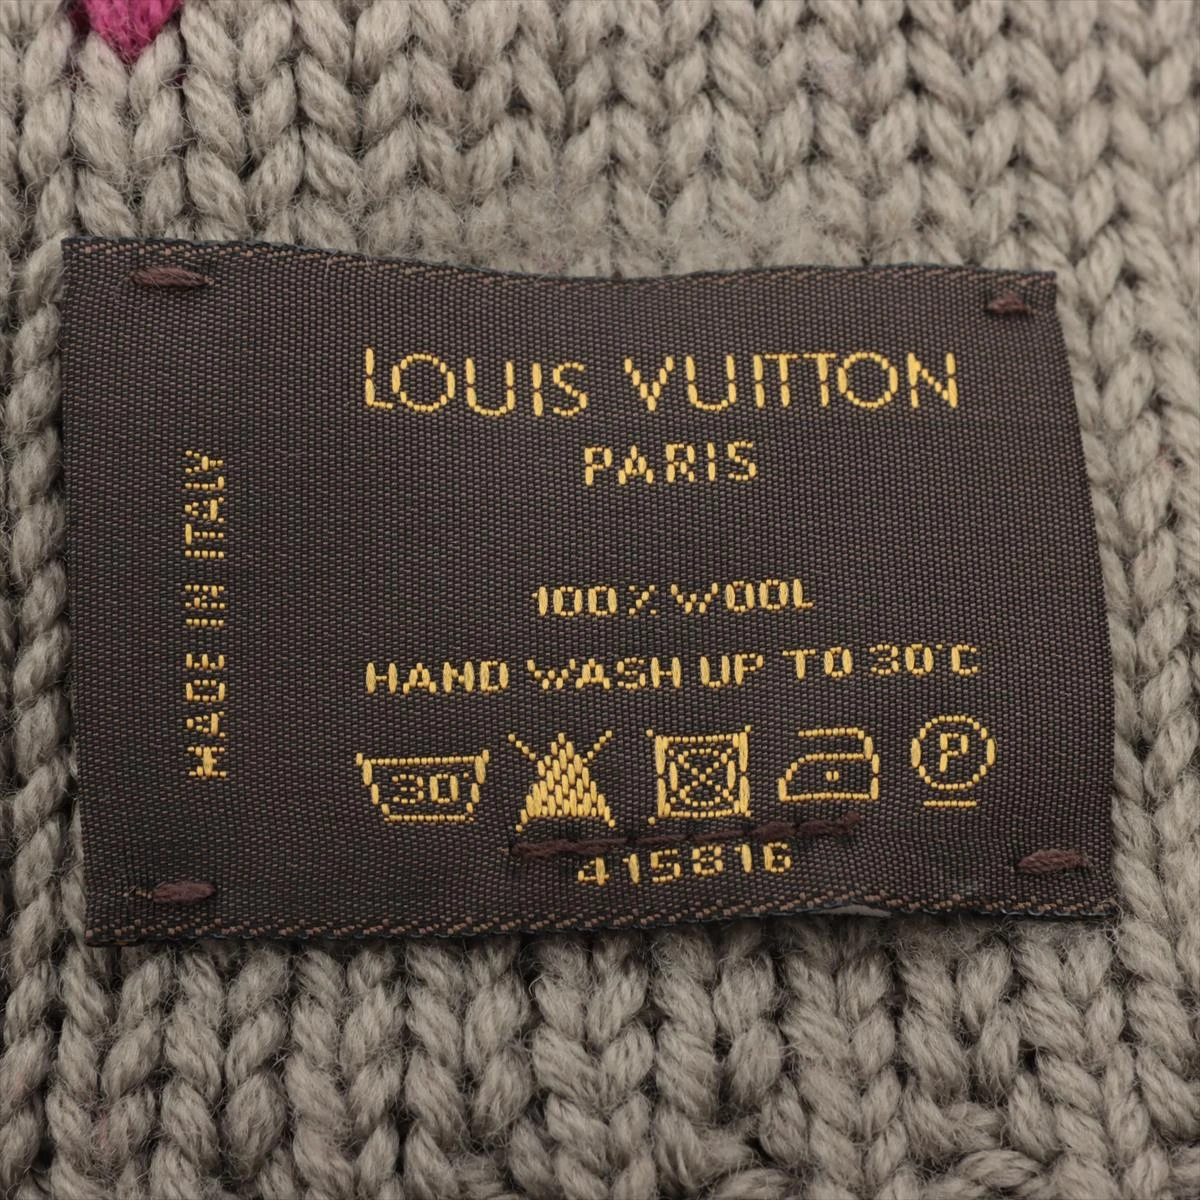 LOUIS VUITTON
PARIS
MADE IN ITALY
100% WOOL
HAND WASH UP TO 30°C
30°
P
415816